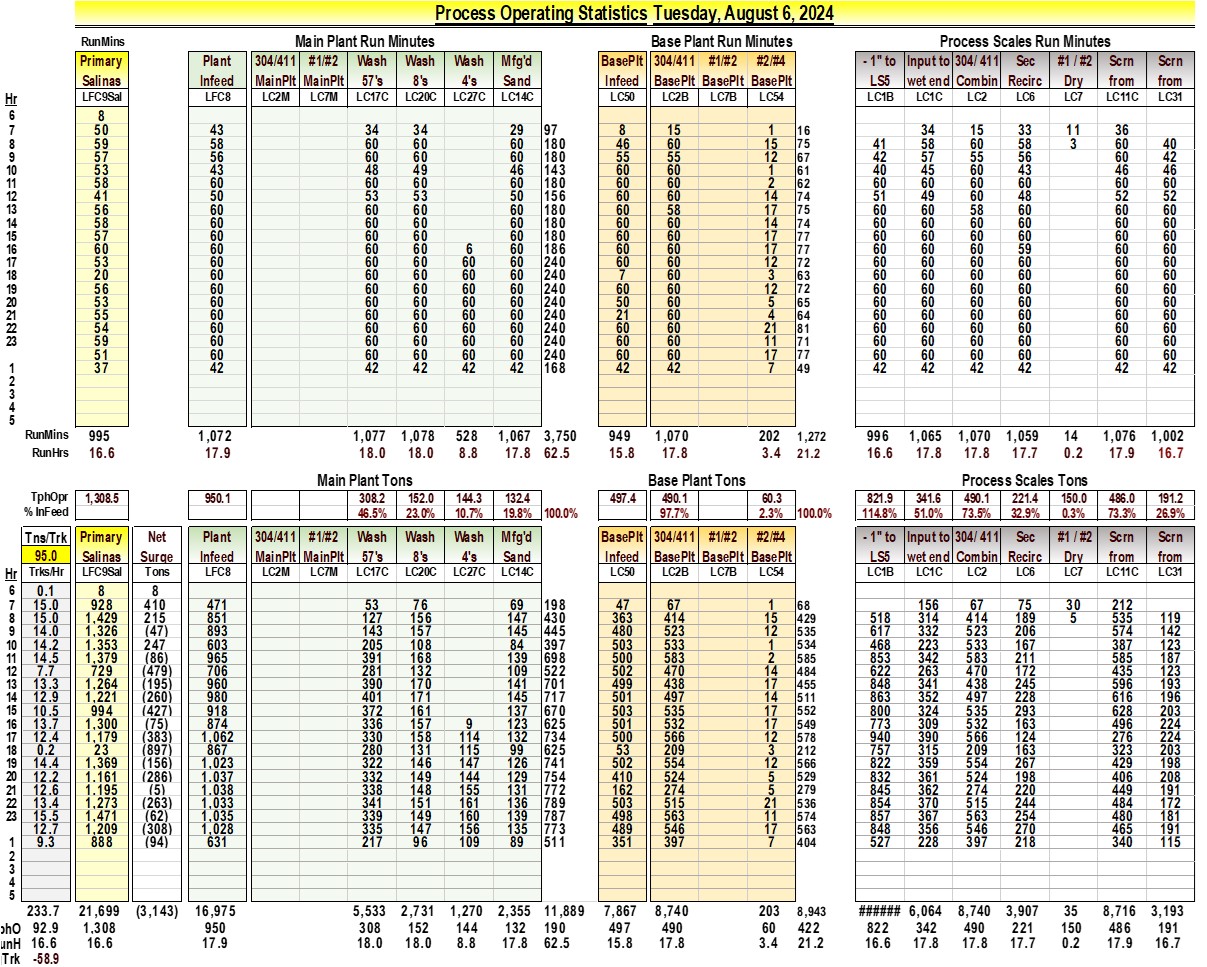 Process Operating Statistics Tuesday, August 6, 2024
RunMins Main Plant Run Minutes Base Plant Run Minutes Process Scales Run Minutes
Primary Plant 304/411 #1/#2 Wash Wash Wash Mfg'd BasePlt 304/411 #1/#2 #2/#4 - 1" to Input to 304/ 411 Sec #1 / #2 Scrn Scrn
Salinas Infeed MainPlt MainPlt 57's 8's 4's Sand Infeed BasePlt BasePlt BasePlt LS5 wet end Combin Recirc Dry from from
Hr LFC9Sal LFC8 LC2M LC7M LC17C LC20C LC27C LC14C LC50 LC2B LC7B LC54 LC1B LC1C LC2 LC6 LC7 LC11C LC31
6 8
7 50 43 34 34 29 97 8 15 1 16 34 15 33 11 36
8 59 58 60 60 60 180 46 60 15 75 41 58 60 58 3 60 40
9 57 56 60 60 60 180 55 55 12 67 42 57 55 56 60 42
10 53 43 48 49 46 143 60 60 1 61 40 45 60 43 46 46
11 58 60 60 60 60 180 60 60 2 62 60 60 60 60 60 60
12 41 50 53 53 50 156 60 60 14 74 51 49 60 48 52 52
13 56 60 60 60 60 180 60 58 17 75 60 60 58 60 60 60
14 58 60 60 60 60 180 60 60 14 74 60 60 60 60 60 60
15 57 60 60 60 60 180 60 60 17 77 60 60 60 60 60 60
16 60 60 60 60 6 60 186 60 60 17 77 60 60 60 59 60 60
17 53 60 60 60 60 60 240 60 60 12 72 60 60 60 60 60 60
18 20 60 60 60 60 60 240 7 60 3 63 60 60 60 60 60 60
19 56 60 60 60 60 60 240 60 60 12 72 60 60 60 60 60 60
20 53 60 60 60 60 60 240 50 60 5 65 60 60 60 60 60 60
21 55 60 60 60 60 60 240 21 60 4 64 60 60 60 60 60 60
22 54 60 60 60 60 60 240 60 60 21 81 60 60 60 60 60 60
23 59 60 60 60 60 60 240 60 60 11 71 60 60 60 60 60 60
51 60 60 60 60 60 240 60 60 17 77 60 60 60 60 60 60
1 37 42 42 42 42 42 168 42 42 7 49 42 42 42 42 42 42
2
3
4
5
RunMins 995 1,072 1,077 1,078 528 1,067 3,750 949 1,070 202 1,272 996 1,065 1,070 1,059 14 1,076 1,002
RunHrs 16.6 17.9 18.0 18.0 8.8 17.8 62.5 15.8 17.8 3.4 21.2 16.6 17.8 17.8 17.7 0.2 17.9 16.7
Main Plant Tons Base Plant Tons Process Scales Tons
TphOpr 1,308.5 950.1 308.2 152.0 144.3 132.4 497.4 490.1 60.3 821.9 341.6 490.1 221.4 150.0 486.0 191.2
% InFeed 46.5% 23.0% 10.7% 19.8% 100.0% 97.7% 2.3% 100.0% 114.8% 51.0% 73.5% 32.9% 0.3% 73.3% 26.9%
Tns/Trk Primary Net Plant 304/411 #1/#2 Wash Wash Wash Mfg'd BasePlt 304/411 #1/#2 #2/#4 - 1" to Input to 304/ 411 Sec #1 / #2 Scrn Scrn
95.0 Salinas Surge Infeed MainPlt MainPlt 57's 8's 4's Sand Infeed BasePlt BasePlt BasePlt LS5 wet end Combin Recirc Dry from from
Hr Trks/Hr LFC9Sal Tons LFC8 LC2M LC7M LC17C LC20C LC27C LC14C LC50 LC2B LC7B LC54 LC1B LC1C LC2 LC6 LC7 LC11C LC31
6 0.1 8 8
7 15.0 928 410 471 53 76 69 198 47 67 1 68 156 67 75 30 212
8 15.0 1,429 215 851 127 156 147 430 363 414 15 429 518 314 414 189 5 535 119
9 14.0 1,326 (47) 893 143 157 145 445 480 523 12 535 617 332 523 206 574 142
10 14.2 1,353 247 603 205 108 84 397 503 533 1 534 468 223 533 167 387 123
11 14.5 1,379 (86) 965 391 168 139 698 500 583 2 585 853 342 583 211 585 187
12 7.7 729 (479) 706 281 132 109 522 502 470 14 484 622 263 470 172 435 123
13 13.3 1,264 (195) 960 390 170 141 701 499 438 17 455 848 341 438 245 596 193
14 12.9 1,221 (260) 980 401 171 145 717 501 497 14 511 863 352 497 228 616 196
15 10.5 994 (427) 918 372 161 137 670 503 535 17 552 800 324 535 293 628 203
16 13.7 1,300 (75) 874 336 157 9 123 625 501 532 17 549 773 309 532 163 496 224
17 12.4 1,179 (383) 1,062 330 158 114 132 734 500 566 12 578 940 390 566 124 276 224
18 0.2 23 (897) 867 280 131 115 99 625 53 209 3 212 757 315 209 163 323 203
19 14.4 1,369 (156) 1,023 322 146 147 126 741 502 554 12 566 822 359 554 267 429 198
20 12.2 1,161 (286) 1,037 332 149 144 129 754 410 524 5 529 832 361 524 198 406 208
21 12.6 1,195 (5) 1,038 338 148 155 131 772 162 274 5 279 845 362 274 220 449 191
22 13.4 1,273 (263) 1,033 341 151 161 136 789 503 515 21 536 854 370 515 244 484 172
23 15.5 1,471 (62) 1,035 339 149 160 139 787 498 563 11 574 857 367 563 254 480 181
12.7 1,209 (308) 1,028 335 147 156 135 773 489 546 17 563 848 356 546 270 465 191
1 9.3 888 (94) 631 217 96 109 89 511 351 397 7 404 527 228 397 218 340 115
2
3
4
5
233.7 21,699 (3,143) 16,975 5,533 2,731 1,270 2,355 11,889 7,867 8,740 203 8,943 ###### 6,064 8,740 3,907 35 8,716 3,193
phO 92.9 1,308 950 308 152 144 132 190 497 490 60 422 822 342 490 221 150 486 191
unH 16.6 16.6 17.9 18.0 18.0 8.8 17.8 62.5 15.8 17.8 3.4 21.2 16.6 17.8 17.8 17.7 0.2 17.9 16.7
Trk -58.9